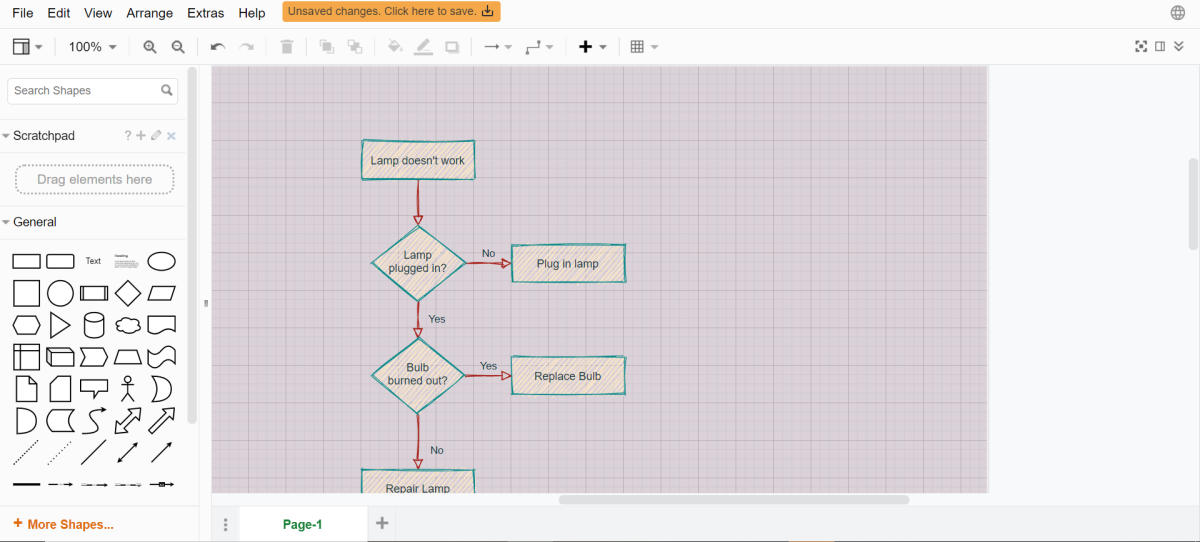 File Edit View Arrange Extras Help Unsaved changes. Click here to save.
100%
Search Shapes
Scratchpad ?
Drag elements here
General
Text
Heading
Lamp doesn't work
Lamp
plugged in?
No
Plug in lamp
Yes
Bulb
burned out?
Yes
Replace Bulb
No
Repair Lamp
+ More Shapes...
Page-1